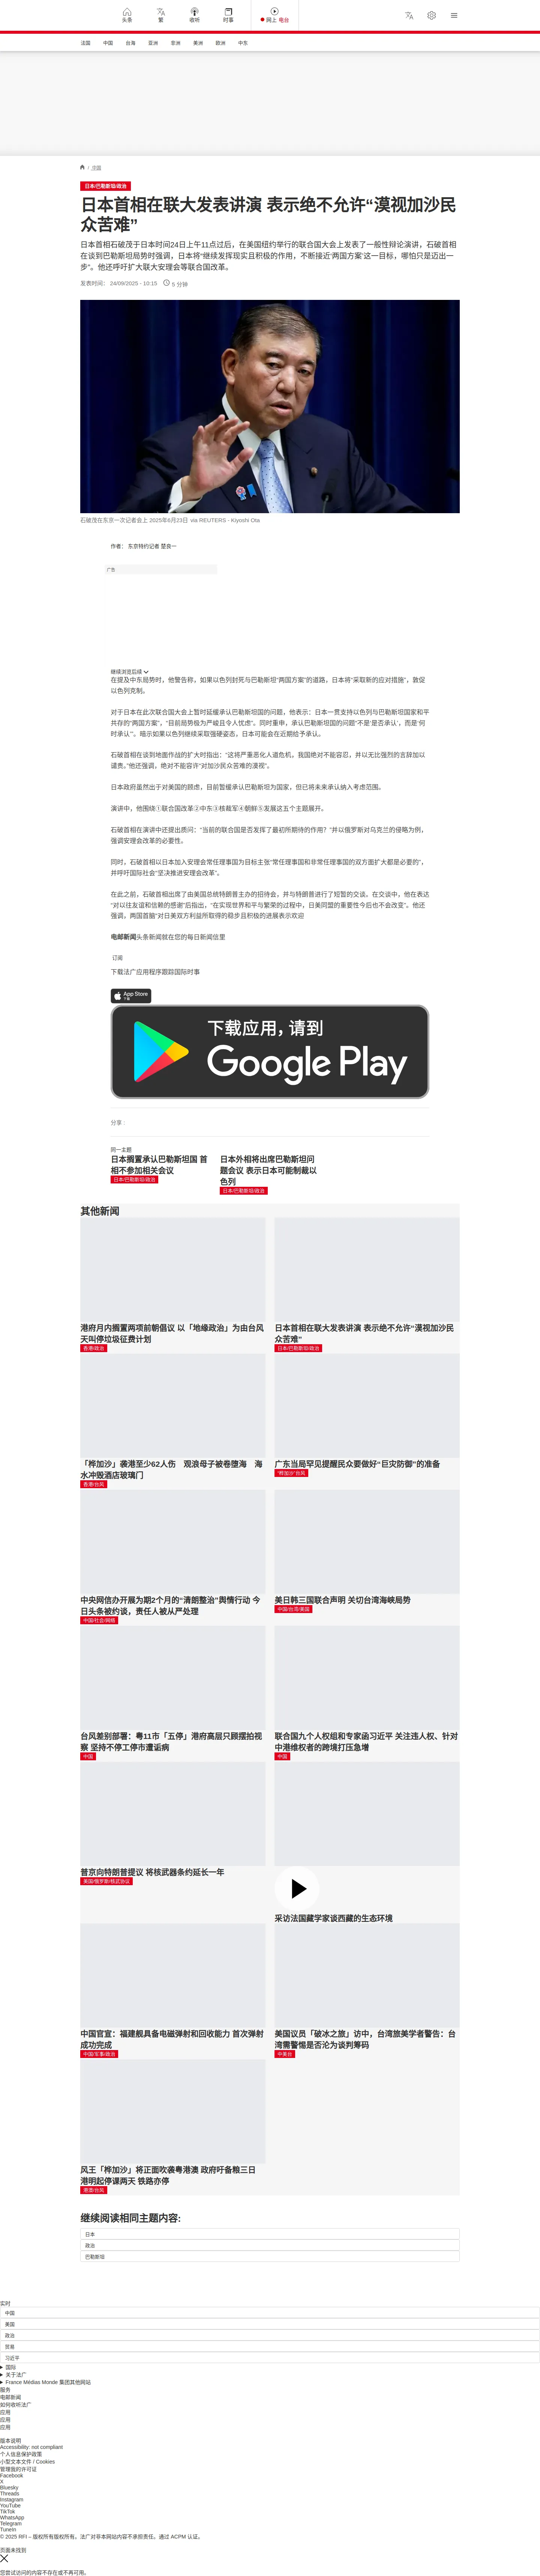 头条
繁
收听
时事
网上 电台
法国
中国
台海
亚洲
非洲
美洲
欧洲
中东
/ 法国
日本/巴勒斯坦/政治
日本首相在联大发表讲演 表示绝不允许“漠视加沙民
众苦难”
日本首相石破茂于日本时间24日上午11点过后，在美国纽约举行的联合国大会上发表了一般性辩论演讲，石破首相
在谈到巴勒斯坦局势时强调，日本将“继续发挥现实且积极的作用，不断接近‘两国方案’这一目标，哪怕只是迈出一
步”。他还呼吁扩大联大安理会等联合国改革。
发表时间： 24/09/2025 - 10:15
5 分钟
石破茂在东京一次记者会上 2025年6月23日 via REUTERS - Kiyoshi Ota
作者： 东京特约记者 楚良一
广告
继续浏览后续
在提及中东局势时，他警告称，如果以色列封死与巴勒斯坦“两国方案”的道路，日本将“采取新的应对措施”，敦促
以色列克制。
对于日本在此次联合国大会上暂时延缓承认巴勒斯坦国的问题，他表示：日本一贯支持以色列与巴勒斯坦国家和平
共存的“两国方案”，“目前局势极为严峻且令人忧虑”。同时重申，承认巴勒斯坦国的问题“不是‘是否承认’，而是‘何
时承认’”。暗示如果以色列继续采取强硬姿态，日本可能会在近期给予承认。
石破首相在谈到地面作战的扩大时指出：“这将严重恶化人道危机，我国绝对不能容忍，并以无比强烈的言辞加以
谴责。”他还强调，绝对不能容许“对加沙民众苦难的漠视”。
日本政府虽然出于对美国的顾虑，目前暂缓承认巴勒斯坦为国家，但已将未来承认纳入考虑范围。
演讲中，他围绕①联合国改革②中东③核裁军④朝鲜⑤发展这五个主题展开。
石破首相在演讲中还提出质问：“当前的联合国是否发挥了最初所期待的作用？”并以俄罗斯对乌克兰的侵略为例，
强调安理会改革的必要性。
同时，石破首相以日本加入安理会常任理事国为目标主张“常任理事国和非常任理事国的双方面扩大都是必要的”，
并呼吁国际社会“坚决推进安理会改革”。
在此之前，石破首相出席了由美国总统特朗普主办的招待会，并与特朗普进行了短暂的交谈。在交谈中，他在表达
“对以往友谊和信赖的感谢”后指出，“在实现世界和平与繁荣的过程中，日美同盟的重要性今后也不会改变”。他还
强调，两国首脑“对日美双方利益所取得的稳步且积极的进展表示欢迎
电邮新闻头条新闻就在您的每日新闻信里
订阅
下载法广应用程序跟踪国际时事
App Store
下载
下载应用，请到
Google Play
分享 :
同一主题
日本搁置承认巴勒斯坦国 首
相不参加相关会议
日本/巴勒斯坦/政治
日本外相将出席巴勒斯坦问
题会议 表示日本可能制裁以
色列
日本/巴勒斯坦/政治
其他新闻
港府月内搁置两项前朝倡议 以「地缘政治」为由台风
天叫停垃圾征费计划
香港/政治
日本首相在联大发表讲演 表示绝不允许“漠视加沙民
众苦难”
日本/巴勒斯坦/政治
「桦加沙」袭港至少62人伤　观浪母子被卷堕海　海
水冲毁酒店玻璃门
香港/台风
广东当局罕见提醒民众要做好“巨灾防御”的准备
“桦加沙”台风
中央网信办开展为期2个月的“清朗整治”舆情行动 今
日头条被约谈，责任人被从严处理
中国/社会/网络
美日韩三国联合声明 关切台湾海峡局势
中国/台湾/美国
台风差别部署：粤11市「五停」港府高层只顾摆拍视
察 坚持不停工停市遭诟病
中国
联合国九个人权组和专家函习近平 关注违人权、针对
中港维权者的跨境打压急增
中国
普京向特朗普提议 将核武器条约延长一年
美国/俄罗斯/核武协议
采访法国藏学家谈西藏的生态环境
中国官宣：福建舰具备电磁弹射和回收能力 首次弹射
成功完成
中国/军事/政治
美国议员「破冰之旅」访中，台湾旅美学者警告：台
湾需警惕是否沦为谈判筹码
中美台
风王「桦加沙」将正面吹袭粤港澳 政府吁备粮三日
港明起停课两天 铁路亦停
港澳/台风
继续阅读相同主题内容:
日本
政治
巴勒斯坦
实时
中国
美国
政治
贸易
习近平
国际
关于法广
France Médias Monde 集团其他网站
服务
电邮新闻
如何收听法广
应用
应用
应用
版本说明
Accessibility: not compliant
个人信息保护政策
小型文本文件 / Cookies
管理我的许可证
Facebook
X
Bluesky
Threads
Instagram
YouTube
TikTok
WhatsApp
Telegram
TuneIn
© 2025 RFI – 版权所有版权所有。法广对非本网站内容不承担责任。通过 ACPM 认证。
页面未找到
您尝试访问的内容不存在或不再可用。